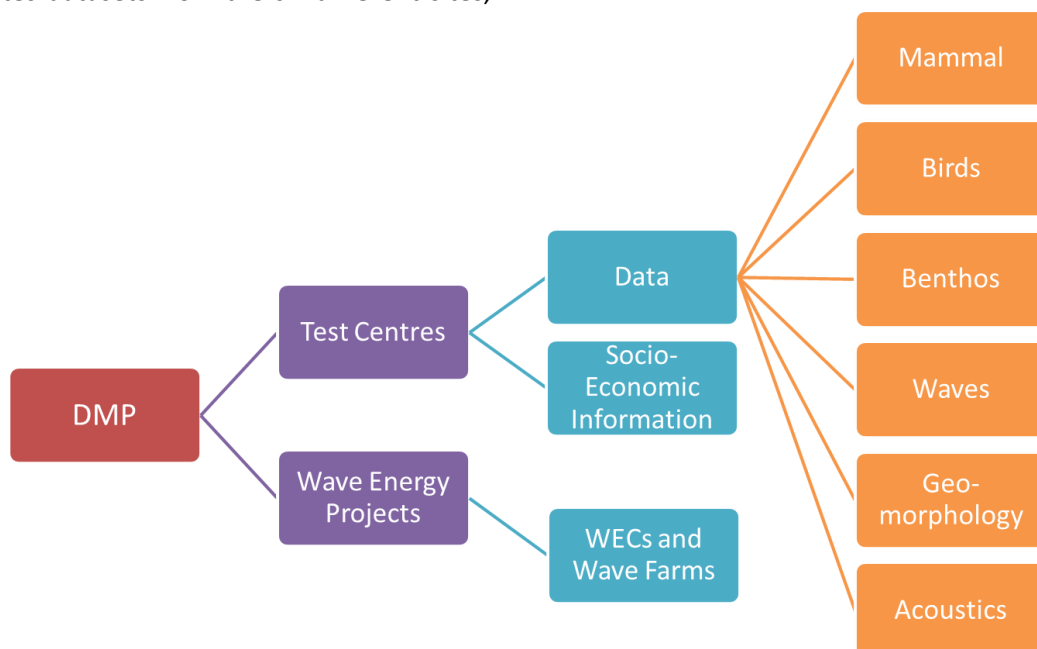 Mammal
Birds
Data
Benthos
Test Centres
Socio-
Economic
Information
Waves
DMP
Wave Energy
Projects
Geo-
morphology
WECs and
Wave Farms
Acoustics